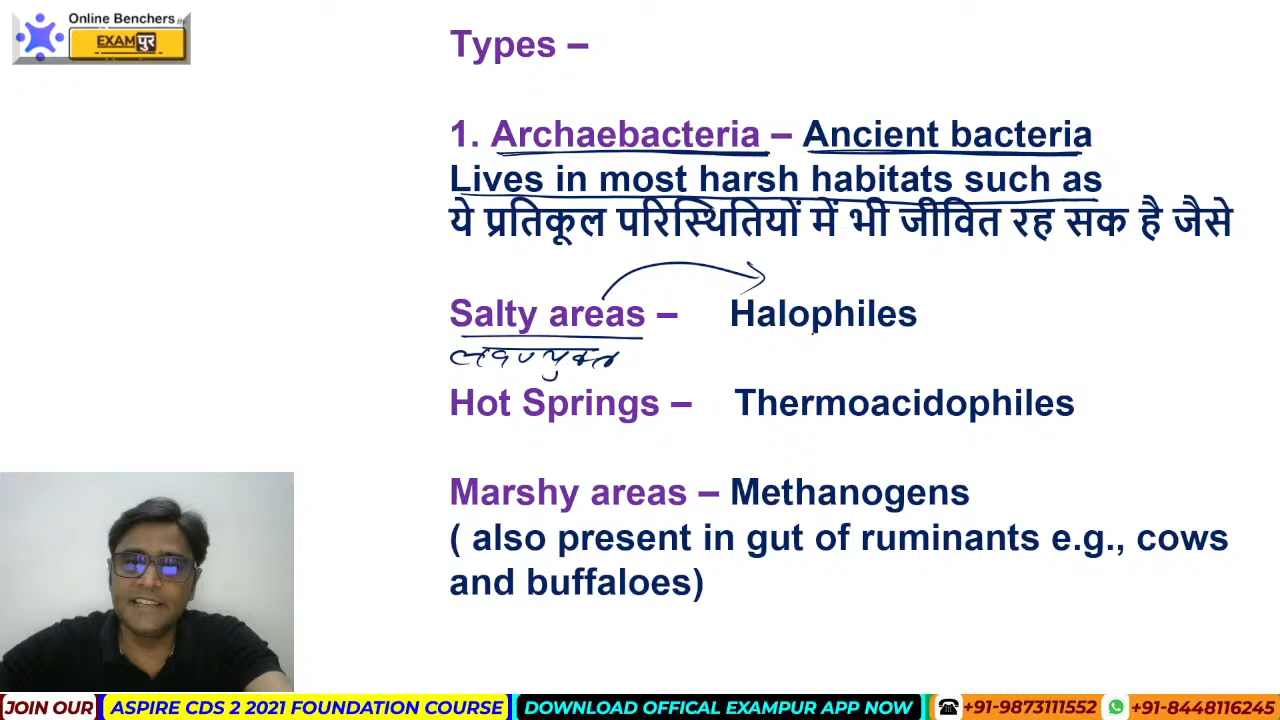 Online Benchers By
EXAMपुर
Types –
1. Archaebacteria – Ancient bacteria
Lives in most harsh habitats such as
ये प्रतिकूल परिस्थितियों में भी जीवित रह सक है जैसे
Salty areas – Halophiles
लवण युक्त
Hot Springs – Thermoacidophiles
Marshy areas – Methanogens
( also present in gut of ruminants e.g., cows
and buffaloes)
JOIN OUR ASPIRE CDS 2 2021 FOUNDATION COURSE DOWNLOAD OFFICAL EXAMPUR APP NOW +91-9873111552 +91-8448116245